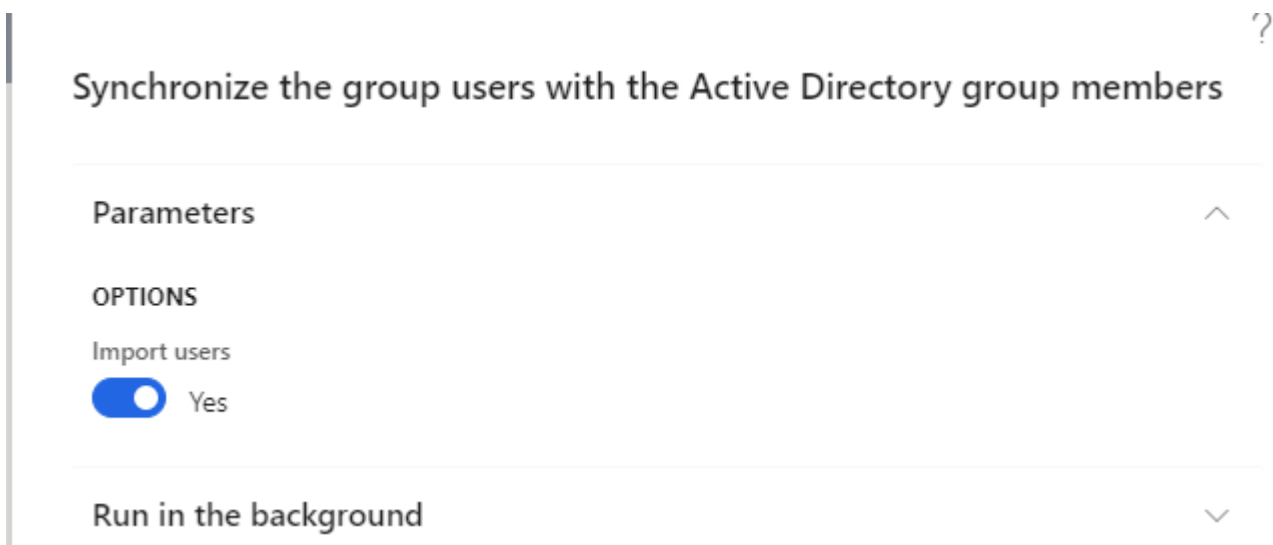 ?
Synchronize the group users with the Active Directory group members
Parameters
OPTIONS
Import users
Yes
Run in the background